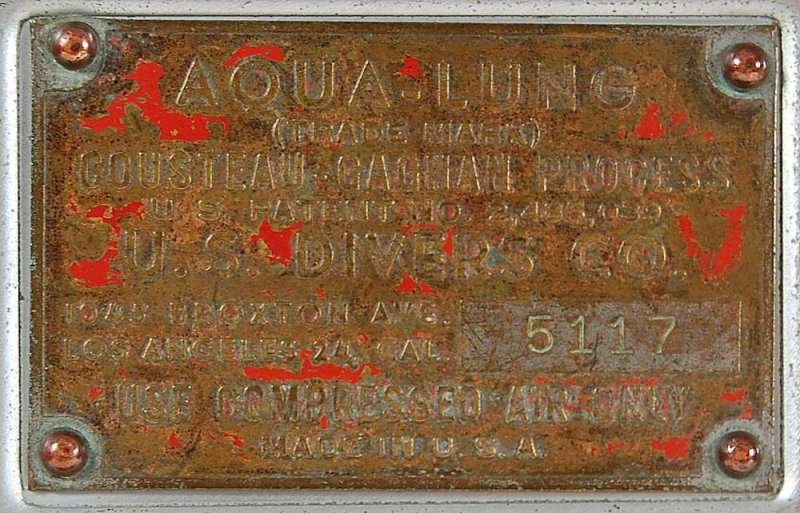 AQUA-LUNG
(TRADE MARK)
COUSTEAU-GAGNAN PROCESS
U.S. PATENT NO. 2,485,039
U.S. DIVERS CO.
1045 BROXTON AVE.
LOS ANGELES 24, CAL. 5117
USE COMPRESSED AIR ONLY
MADE IN U.S.A.